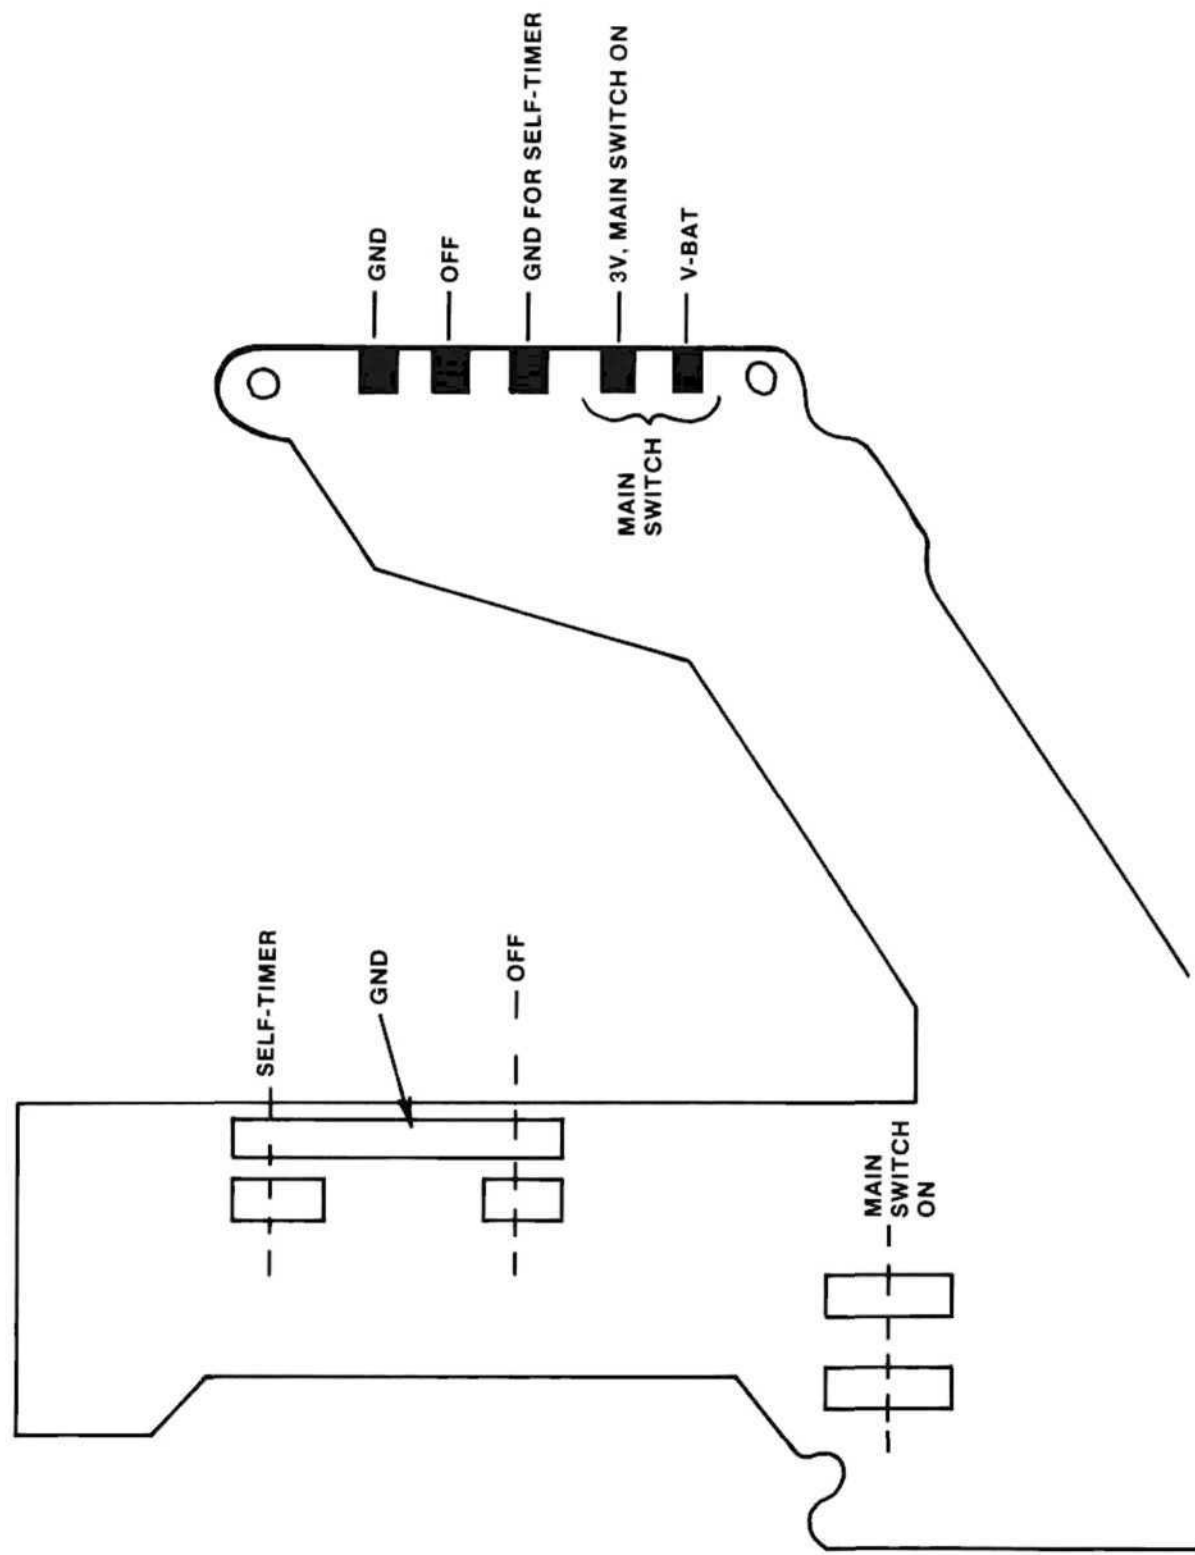 GND
OFF
GND FOR SELF-TIMER
3V, MAIN SWITCH ON
V-BAT
MAIN
SWITCH
SELF-TIMER
GND
OFF
MAIN
SWITCH
ON